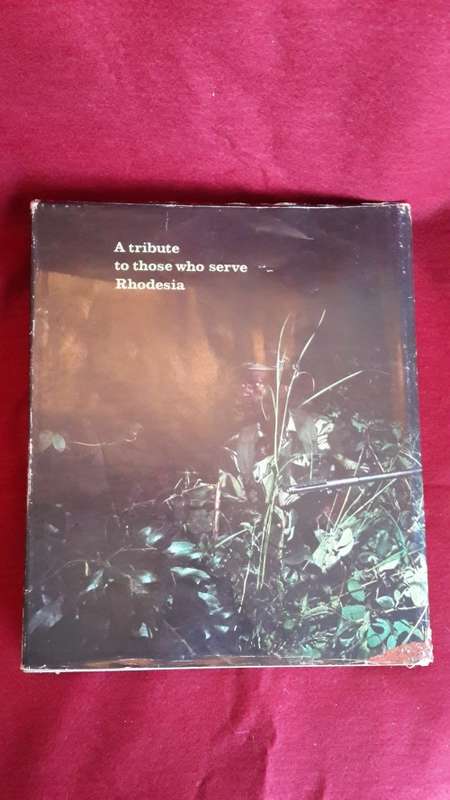 A tribute
to those who serve
Rhodesia